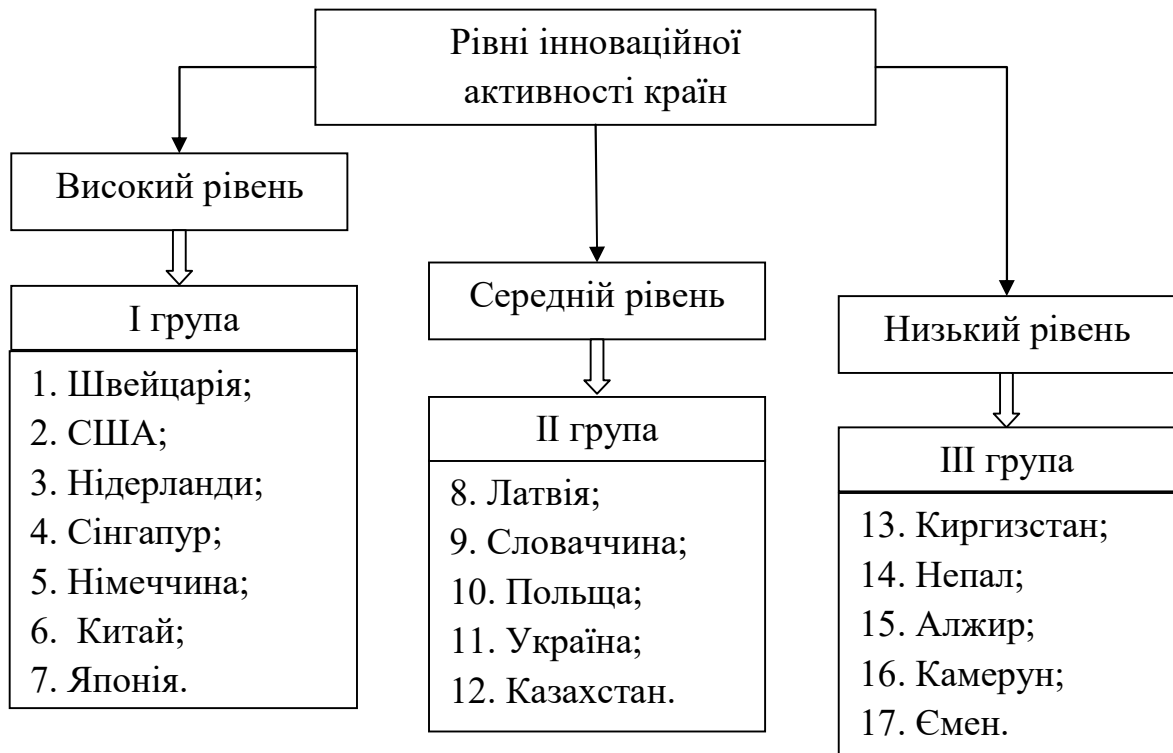 Рівні інноваційної
активності країн
Високий рівень
І група
1. Швейцарія;
2. США;
3. Нідерланди;
4. Сінгапур;
5. Німеччина;
6. Китай;
7. Японія.
Середній рівень
ІІ група
8. Латвія;
9. Словаччина;
10. Польща;
11. Україна;
12. Казахстан.
Низький рівень
ІІІ група
13. Киргизстан;
14. Непал;
15. Алжир;
16. Камерун;
17. Ємен.